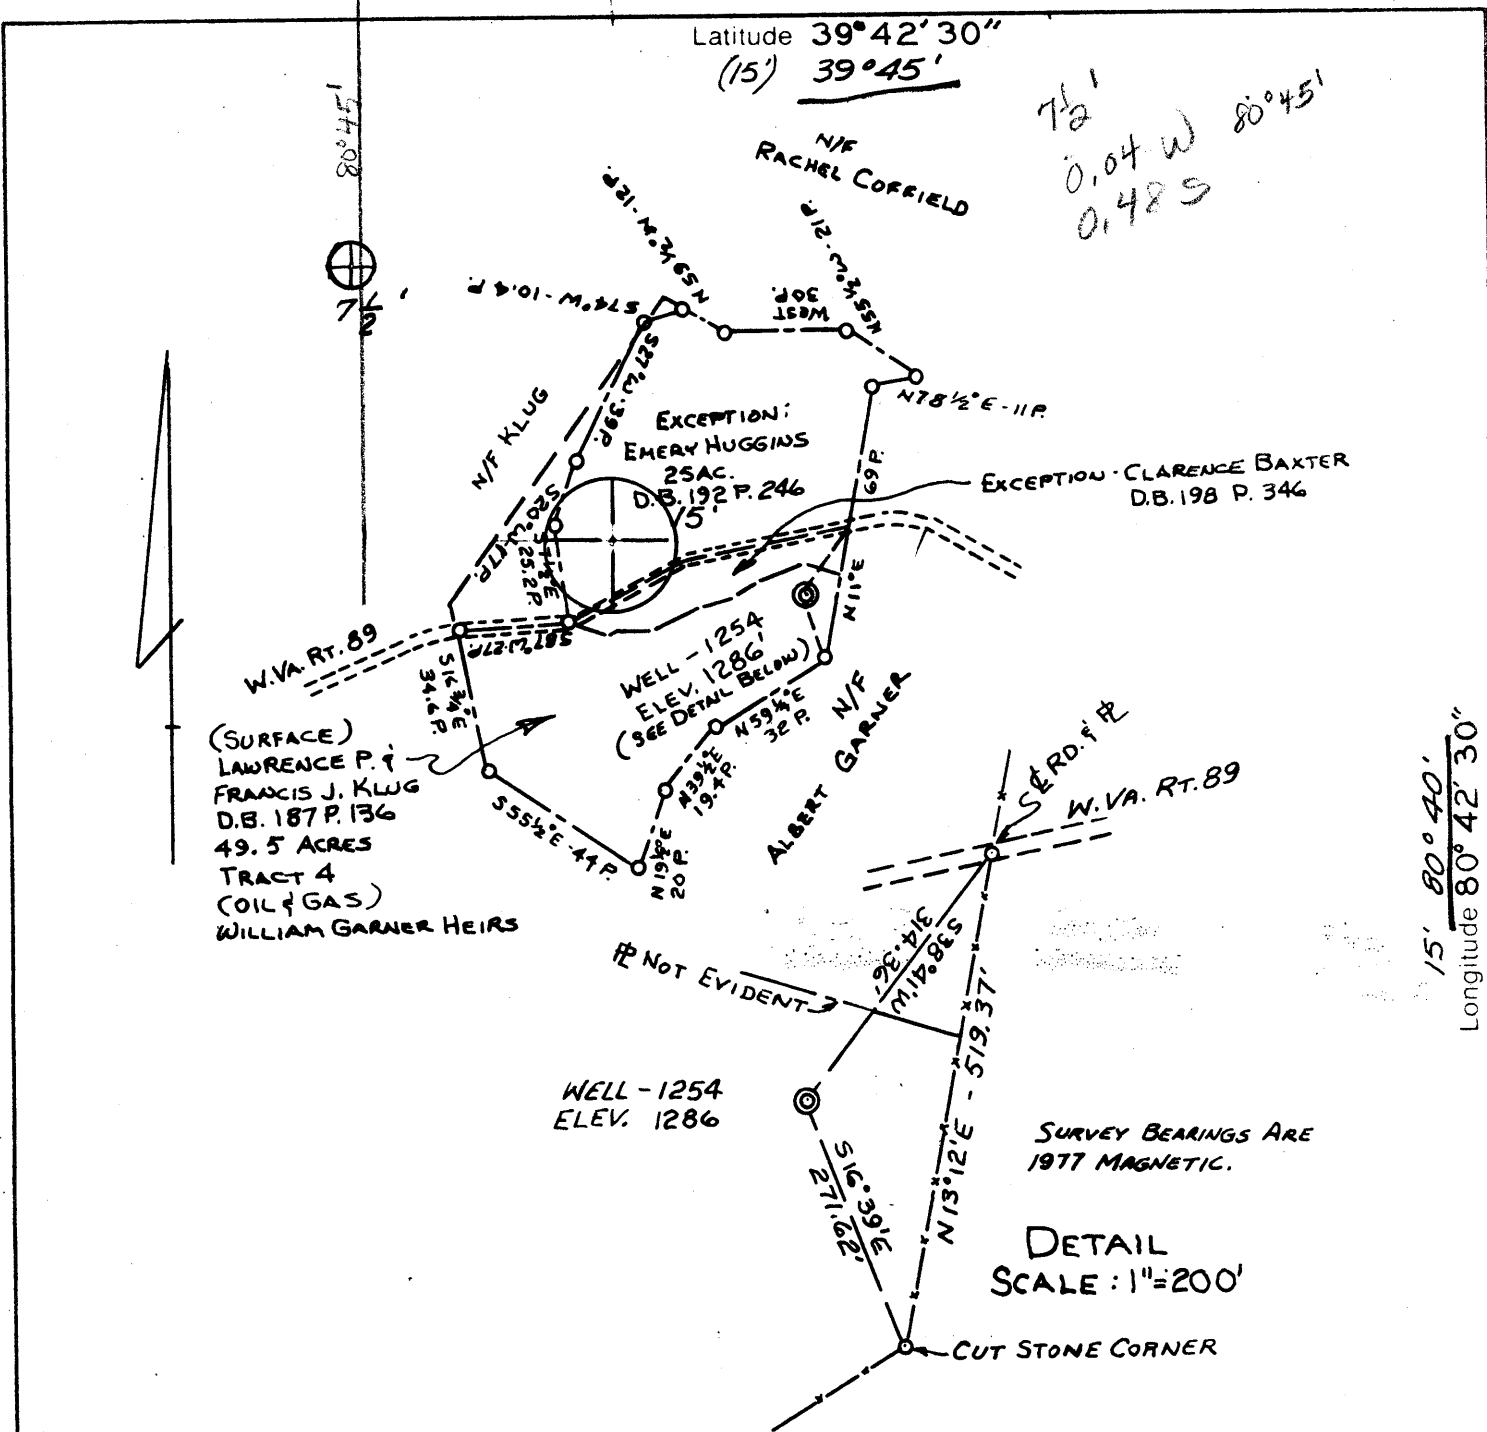 Latitude 39°42'30"
(15') 39°45'
80°45'
7½'
7½'
0.04 W 80°45'
0.48 S
N/F
RACHEL COFFIELD
N59½°W-12P.
N55½°W-21P.
S74°W-10.4P.
WEST
30P.
N78½°E-11P.
S27°W-39P.
N/F KLUG
EXCEPTION:
EMERY HUGGINS
25AC.
D.B. 192 P. 246
15'
69P.
N11°E
EXCEPTION-CLARENCE BAXTER
D.B. 198 P. 346
S20°W-17P.
25.2P.
S87°W-27P.
W.VA. RT. 89
S16¾°E
34.6P.
WELL-1254
ELEV. 1286'
(SEE DETAIL BELOW)
N59¼°E
32P.
N39½°E
19.4P.
N19½°E
20P.
S55½°E-44P.
N/F
ALBERT GARNER
(SURFACE)
LAWRENCE P. &
FRANCIS J. KLUG
D.B. 187 P. 136
49.5 ACRES
TRACT 4
(OIL & GAS)
WILLIAM GARNER HEIRS
℄ RD. & ℙL
W.VA. RT. 89
S38°41'W
314.36'
ℙL NOT EVIDENT
N13°12'E - 519.37'
WELL-1254
ELEV. 1286
S16°39'E
271.62'
SURVEY BEARINGS ARE
1977 MAGNETIC.
DETAIL
SCALE: 1"=200'
CUT STONE CORNER
15' 80°40'
Longitude 80°42'30"